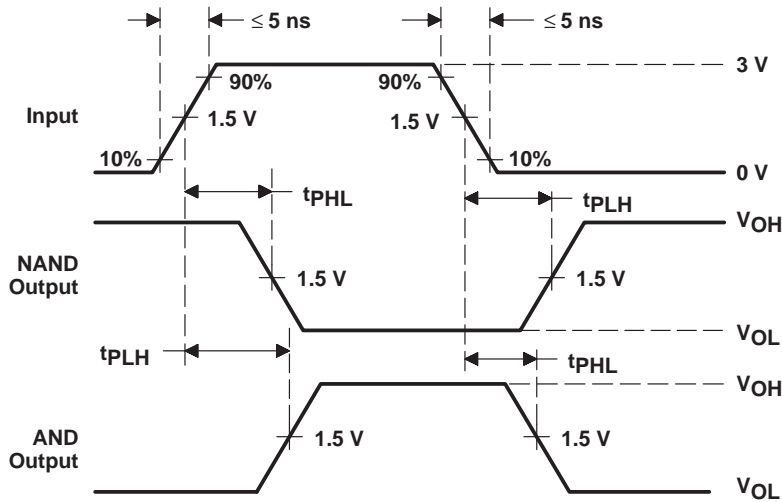 ≤ 5 ns ≤ 5 ns
3 V
90% 90%
Input 1.5 V 1.5 V
10% 10%
0 V
tPHL tPLH
VOH
NAND
Output
1.5 V 1.5 V
VOL
tPLH tPHL
VOH
AND
Output
1.5 V 1.5 V
VOL